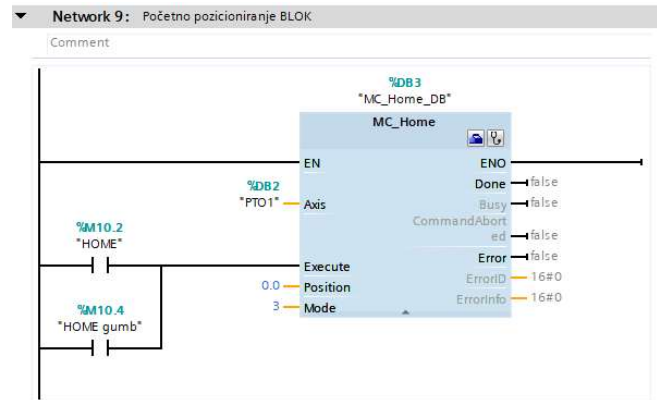 Network 9: Početno pozicioniranje BLOK
Comment
%DB3
"MC_Home_DB"
MC_Home
EN ENO
%DB2
"PTO1" Axis
Done false
Busy false
CommandAbort
ed false
%M10.2
"HOME"
Execute
Error false
0.0 Position
ErrorID 16#0
3 Mode
ErrorInfo 16#0
%M10.4
"HOME gumb"